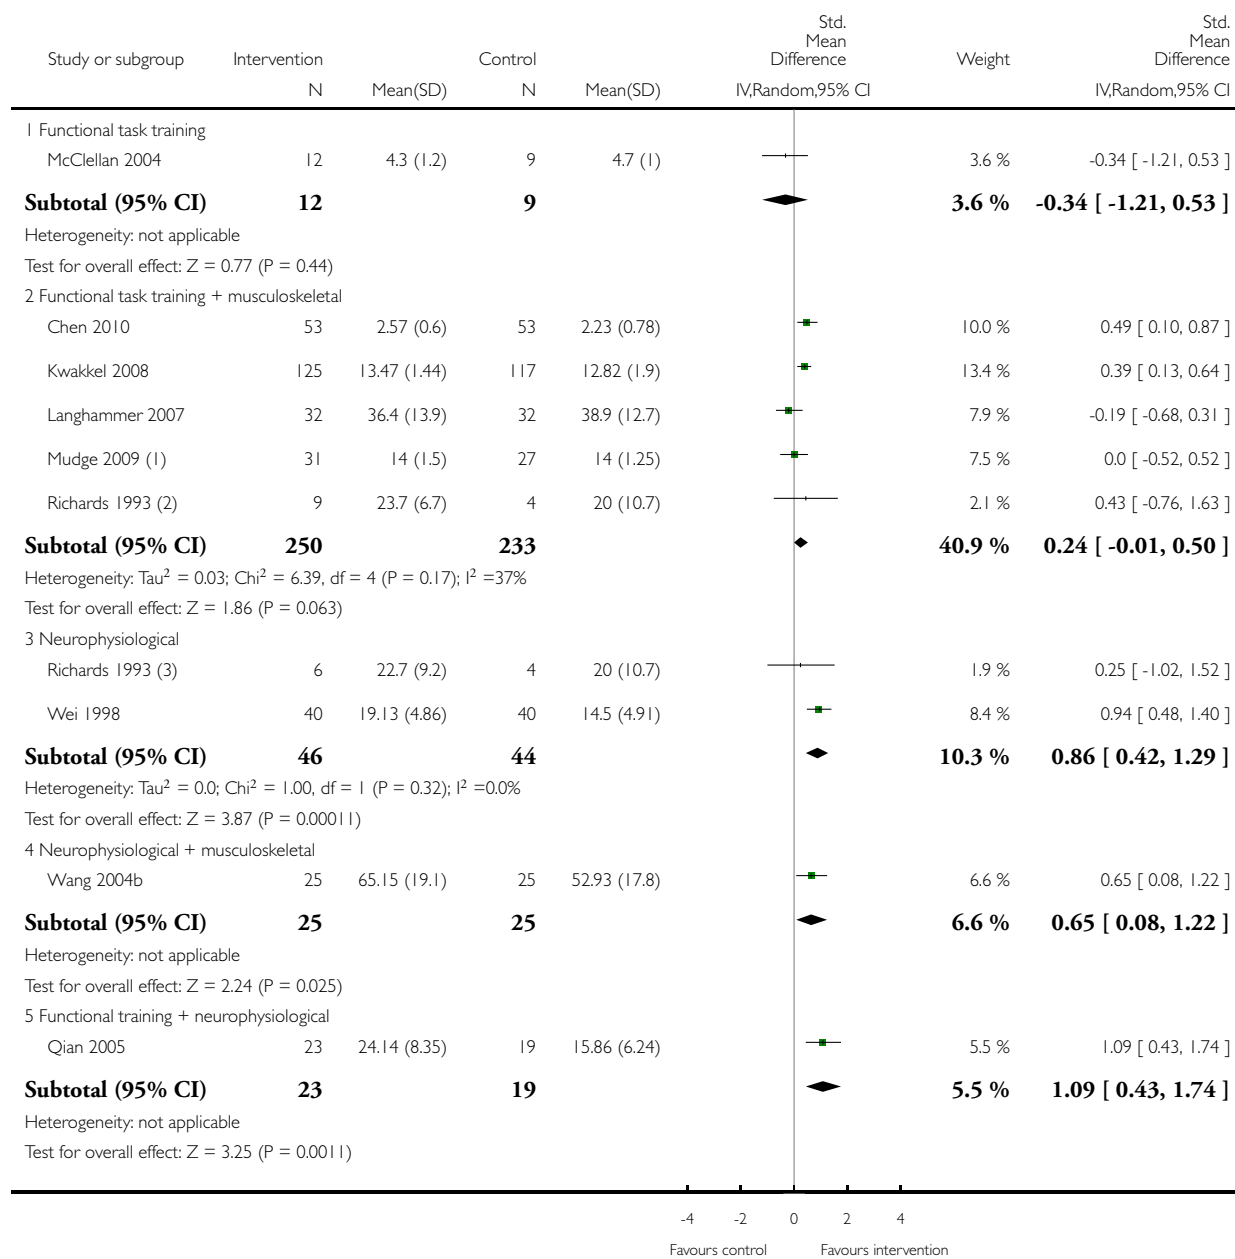 Study or subgroup Intervention Control Std. Mean Difference Weight Std. Mean Difference
N Mean(SD) N Mean(SD) IV,Random,95% CI IV,Random,95% CI
1 Functional task training
McClellan 2004 12 4.3 (1.2) 9 4.7 (1) 3.6 % -0.34 [ -1.21, 0.53 ]
Subtotal (95% CI) 12 9 3.6 % -0.34 [ -1.21, 0.53 ]
Heterogeneity: not applicable
Test for overall effect: Z = 0.77 (P = 0.44)
2 Functional task training + musculoskeletal
Chen 2010 53 2.57 (0.6) 53 2.23 (0.78) 10.0 % 0.49 [ 0.10, 0.87 ]
Kwakkel 2008 125 13.47 (1.44) 117 12.82 (1.9) 13.4 % 0.39 [ 0.13, 0.64 ]
Langhammer 2007 32 36.4 (13.9) 32 38.9 (12.7) 7.9 % -0.19 [ -0.68, 0.31 ]
Mudge 2009 (1) 31 14 (1.5) 27 14 (1.25) 7.5 % 0.0 [ -0.52, 0.52 ]
Richards 1993 (2) 9 23.7 (6.7) 4 20 (10.7) 2.1 % 0.43 [ -0.76, 1.63 ]
Subtotal (95% CI) 250 233 40.9 % 0.24 [ -0.01, 0.50 ]
Heterogeneity: Tau² = 0.03; Chi² = 6.39, df = 4 (P = 0.17); I² =37%
Test for overall effect: Z = 1.86 (P = 0.063)
3 Neurophysiological
Richards 1993 (3) 6 22.7 (9.2) 4 20 (10.7) 1.9 % 0.25 [ -1.02, 1.52 ]
Wei 1998 40 19.13 (4.86) 40 14.5 (4.91) 8.4 % 0.94 [ 0.48, 1.40 ]
Subtotal (95% CI) 46 44 10.3 % 0.86 [ 0.42, 1.29 ]
Heterogeneity: Tau² = 0.0; Chi² = 1.00, df = 1 (P = 0.32); I² =0.0%
Test for overall effect: Z = 3.87 (P = 0.00011)
4 Neurophysiological + musculoskeletal
Wang 2004b 25 65.15 (19.1) 25 52.93 (17.8) 6.6 % 0.65 [ 0.08, 1.22 ]
Subtotal (95% CI) 25 25 6.6 % 0.65 [ 0.08, 1.22 ]
Heterogeneity: not applicable
Test for overall effect: Z = 2.24 (P = 0.025)
5 Functional training + neurophysiological
Qian 2005 23 24.14 (8.35) 19 15.86 (6.24) 5.5 % 1.09 [ 0.43, 1.74 ]
Subtotal (95% CI) 23 19 5.5 % 1.09 [ 0.43, 1.74 ]
Heterogeneity: not applicable
Test for overall effect: Z = 3.25 (P = 0.0011)
-4 -2 0 2 4
Favours control Favours intervention